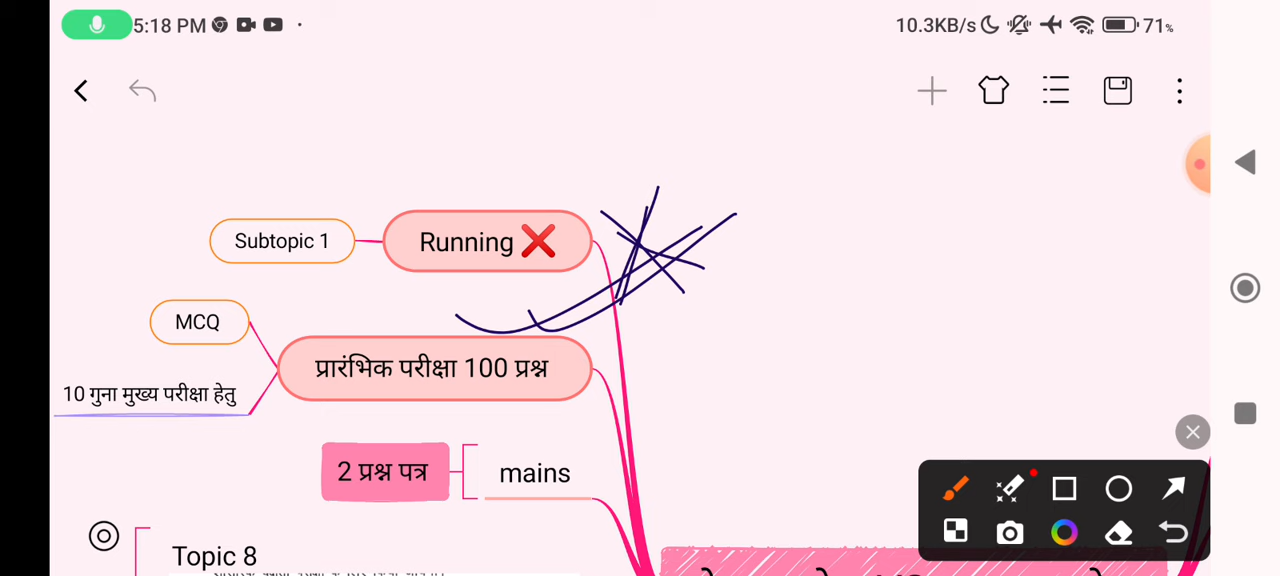 5:18 PM
10.3KB/s
71%
Subtopic 1
Running ❌
MCQ
प्रारंभिक परीक्षा 100 प्रश्न
10 गुना मुख्य परीक्षा हेतु
2 प्रश्न पत्र
mains
Topic 8